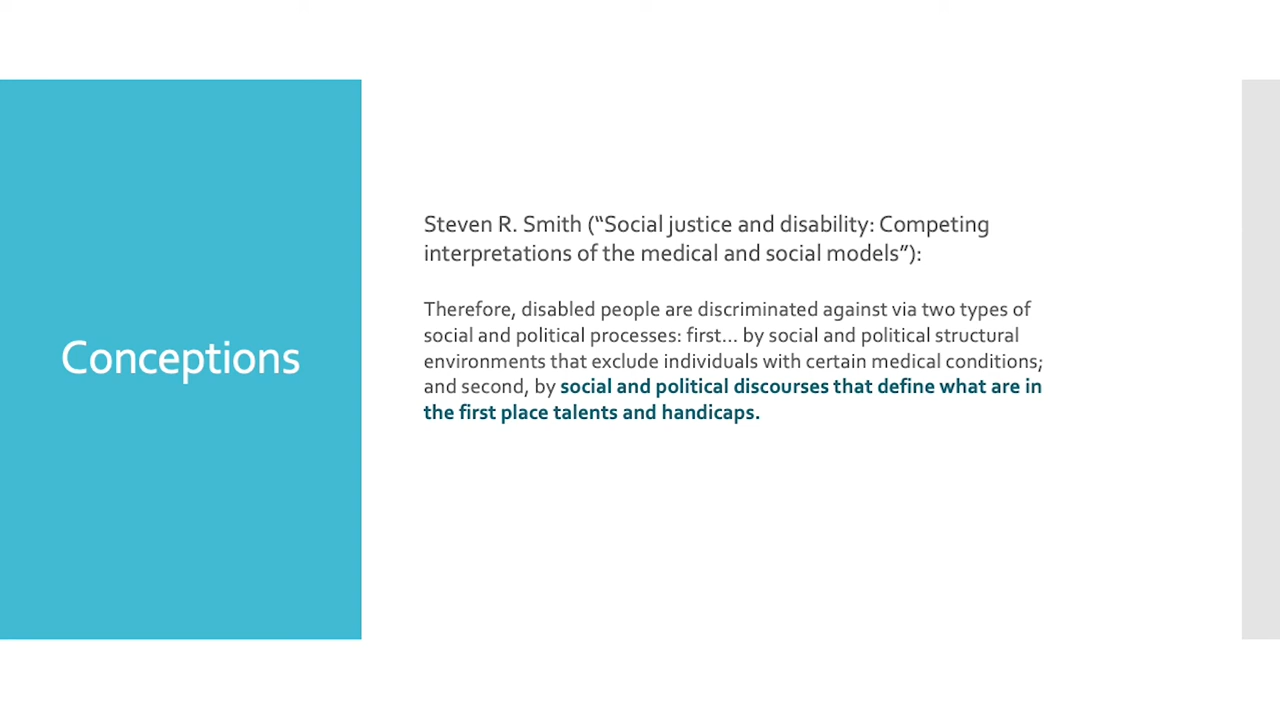 Conceptions
Steven R. Smith (“Social justice and disability: Competing
interpretations of the medical and social models”):
Therefore, disabled people are discriminated against via two types of
social and political processes: first… by social and political structural
environments that exclude individuals with certain medical conditions;
and second, by social and political discourses that define what are in
the first place talents and handicaps.